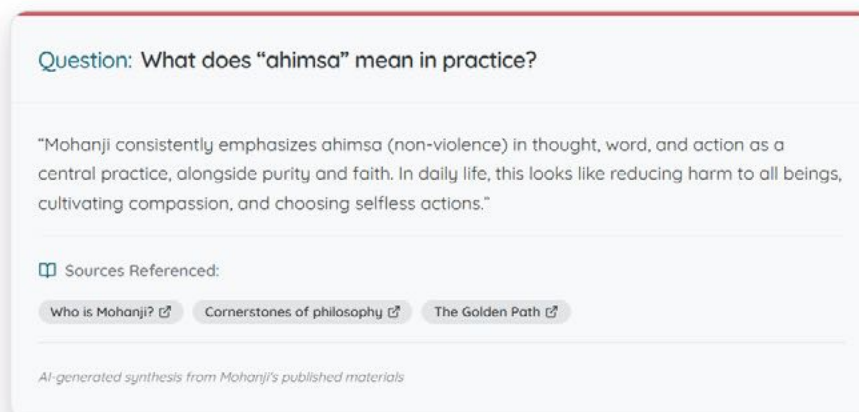 Question: What does “ahimsa” mean in practice?
“Mohanji consistently emphasizes ahimsa (non-violence) in thought, word, and action as a
central practice, alongside purity and faith. In daily life, this looks like reducing harm to all beings,
cultivating compassion, and choosing selfless actions.”
Sources Referenced:
Who is Mohanji? Cornerstones of philosophy The Golden Path
AI-generated synthesis from Mohanji's published materials